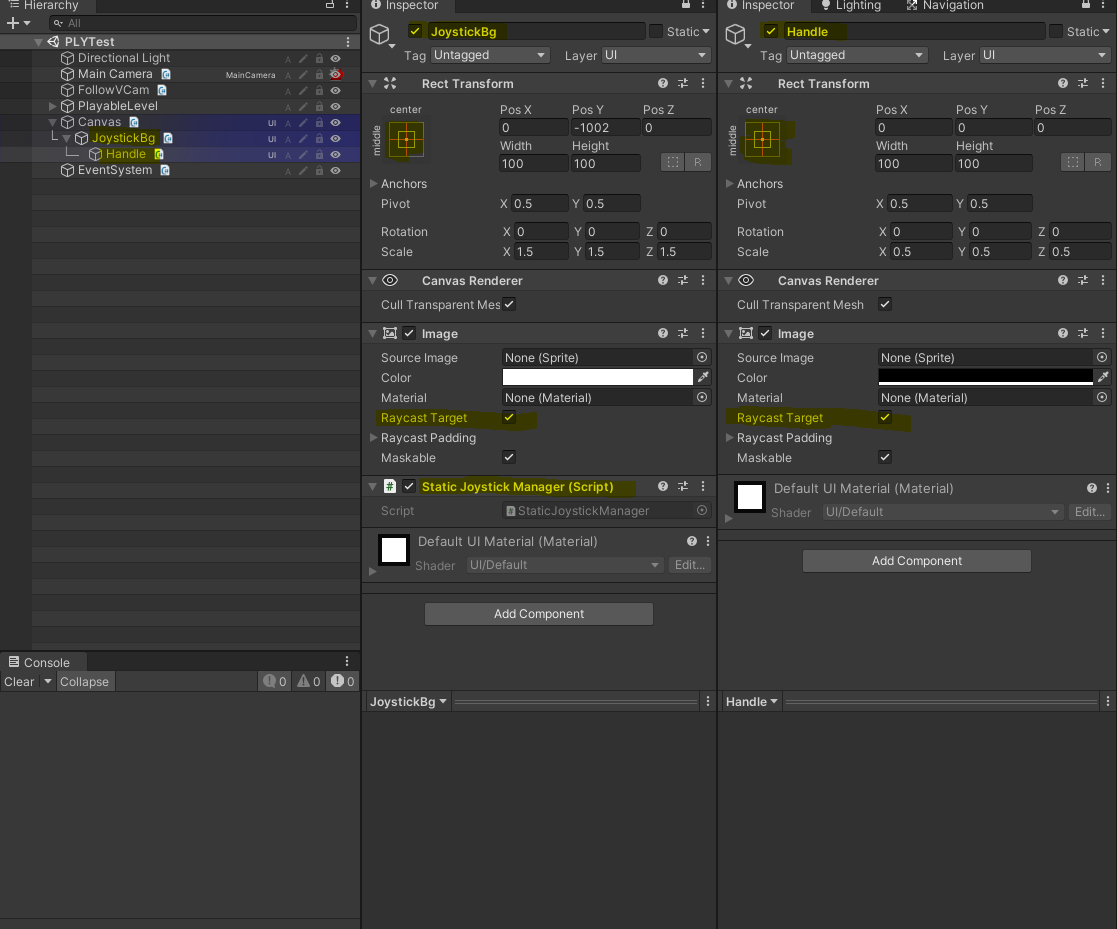 Hierarchy
All
PLYTest
Directional Light
Main Camera
MainCamera
FollowVCam
PlayableLevel
Canvas
UI
JoystickBg
UI
Handle
UI
EventSystem
Console
Clear
Collapse
0
0
0
Inspector
JoystickBg
Static
Tag
Untagged
Layer
UI
Rect Transform
center
middle
Pos X
Pos Y
Pos Z
0
-1002
0
Width
Height
100
100
R
Anchors
Pivot
X 0.5
Y 0.5
Rotation
X 0
Y 0
Z 0
Scale
X 1.5
Y 1.5
Z 1.5
Canvas Renderer
Cull Transparent Mes
# Image
Source Image
None (Sprite)
Color
Material
None (Material)
Raycast Target
Raycast Padding
Maskable
# Static Joystick Manager (Script)
Script
# StaticJoystickManager
Default UI Material (Material)
Shader
UI/Default
Edit...
Add Component
JoystickBg
Inspector
Lighting
Navigation
Handle
Static
Tag
Untagged
Layer
UI
Rect Transform
center
middle
Pos X
Pos Y
Pos Z
0
0
0
Width
Height
100
100
R
Anchors
Pivot
X 0.5
Y 0.5
Rotation
X 0
Y 0
Z 0
Scale
X 0.5
Y 0.5
Z 0.5
Canvas Renderer
Cull Transparent Mesh
Image
Source Image
None (Sprite)
Color
Material
None (Material)
Raycast Target
Raycast Padding
Maskable
Default UI Material (Material)
Shader
UI/Default
Edit...
Add Component
Handle